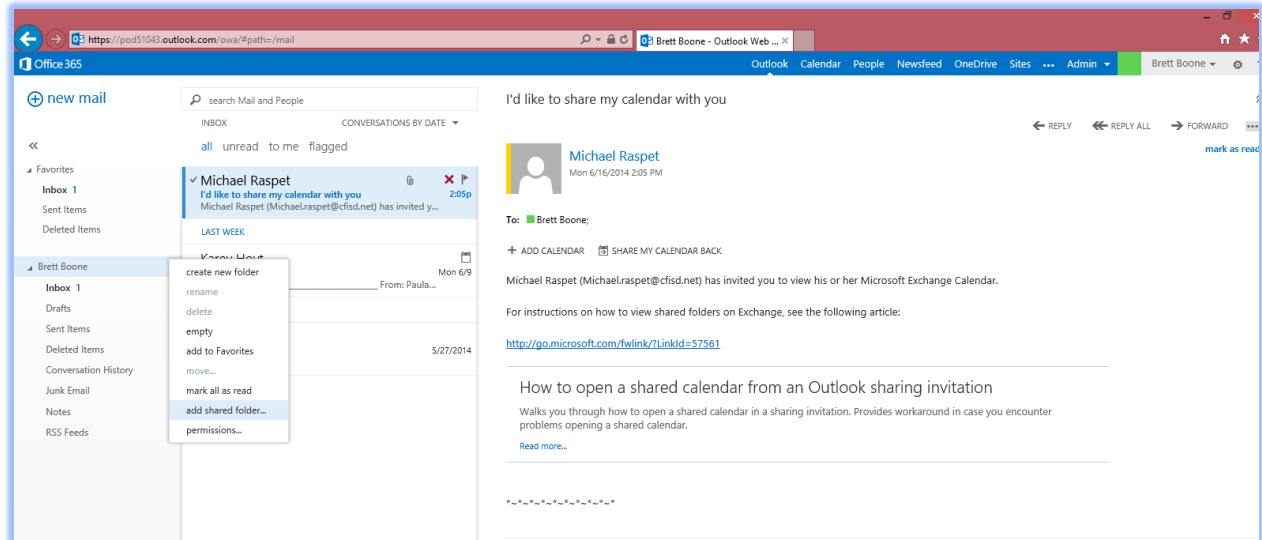 https://pod51043.outlook.com/owa/#path=/mail
Brett Boone - Outlook Web ...
Office 365
Outlook Calendar People Newsfeed OneDrive Sites ... Admin Brett Boone
new mail
search Mail and People
INBOX CONVERSATIONS BY DATE
all unread to me flagged
Favorites
Inbox 1
Sent Items
Deleted Items
Brett Boone
Inbox 1
Drafts
Sent Items
Deleted Items
Conversation History
Junk Email
Notes
RSS Feeds
create new folder
rename
delete
empty
add to Favorites
move...
mark all as read
add shared folder...
permissions...
Michael Raspet
I'd like to share my calendar with you 2:05p
Michael Raspet (Michael.raspet@cfisd.net) has invited y...
LAST WEEK
Karey Hoyt
Mon 6/9
From: Paula...
5/27/2014
I'd like to share my calendar with you
REPLY REPLY ALL FORWARD ...
mark as read
Michael Raspet
Mon 6/16/2014 2:05 PM
To: Brett Boone;
+ ADD CALENDAR SHARE MY CALENDAR BACK
Michael Raspet (Michael.raspet@cfisd.net) has invited you to view his or her Microsoft Exchange Calendar.
For instructions on how to view shared folders on Exchange, see the following article:
http://go.microsoft.com/fwlink/?LinkId=57561
How to open a shared calendar from an Outlook sharing invitation
Walks you through how to open a shared calendar in a sharing invitation. Provides workaround in case you encounter
problems opening a shared calendar.
Read more...
*~*~*~*~*~*~*~*~*~*